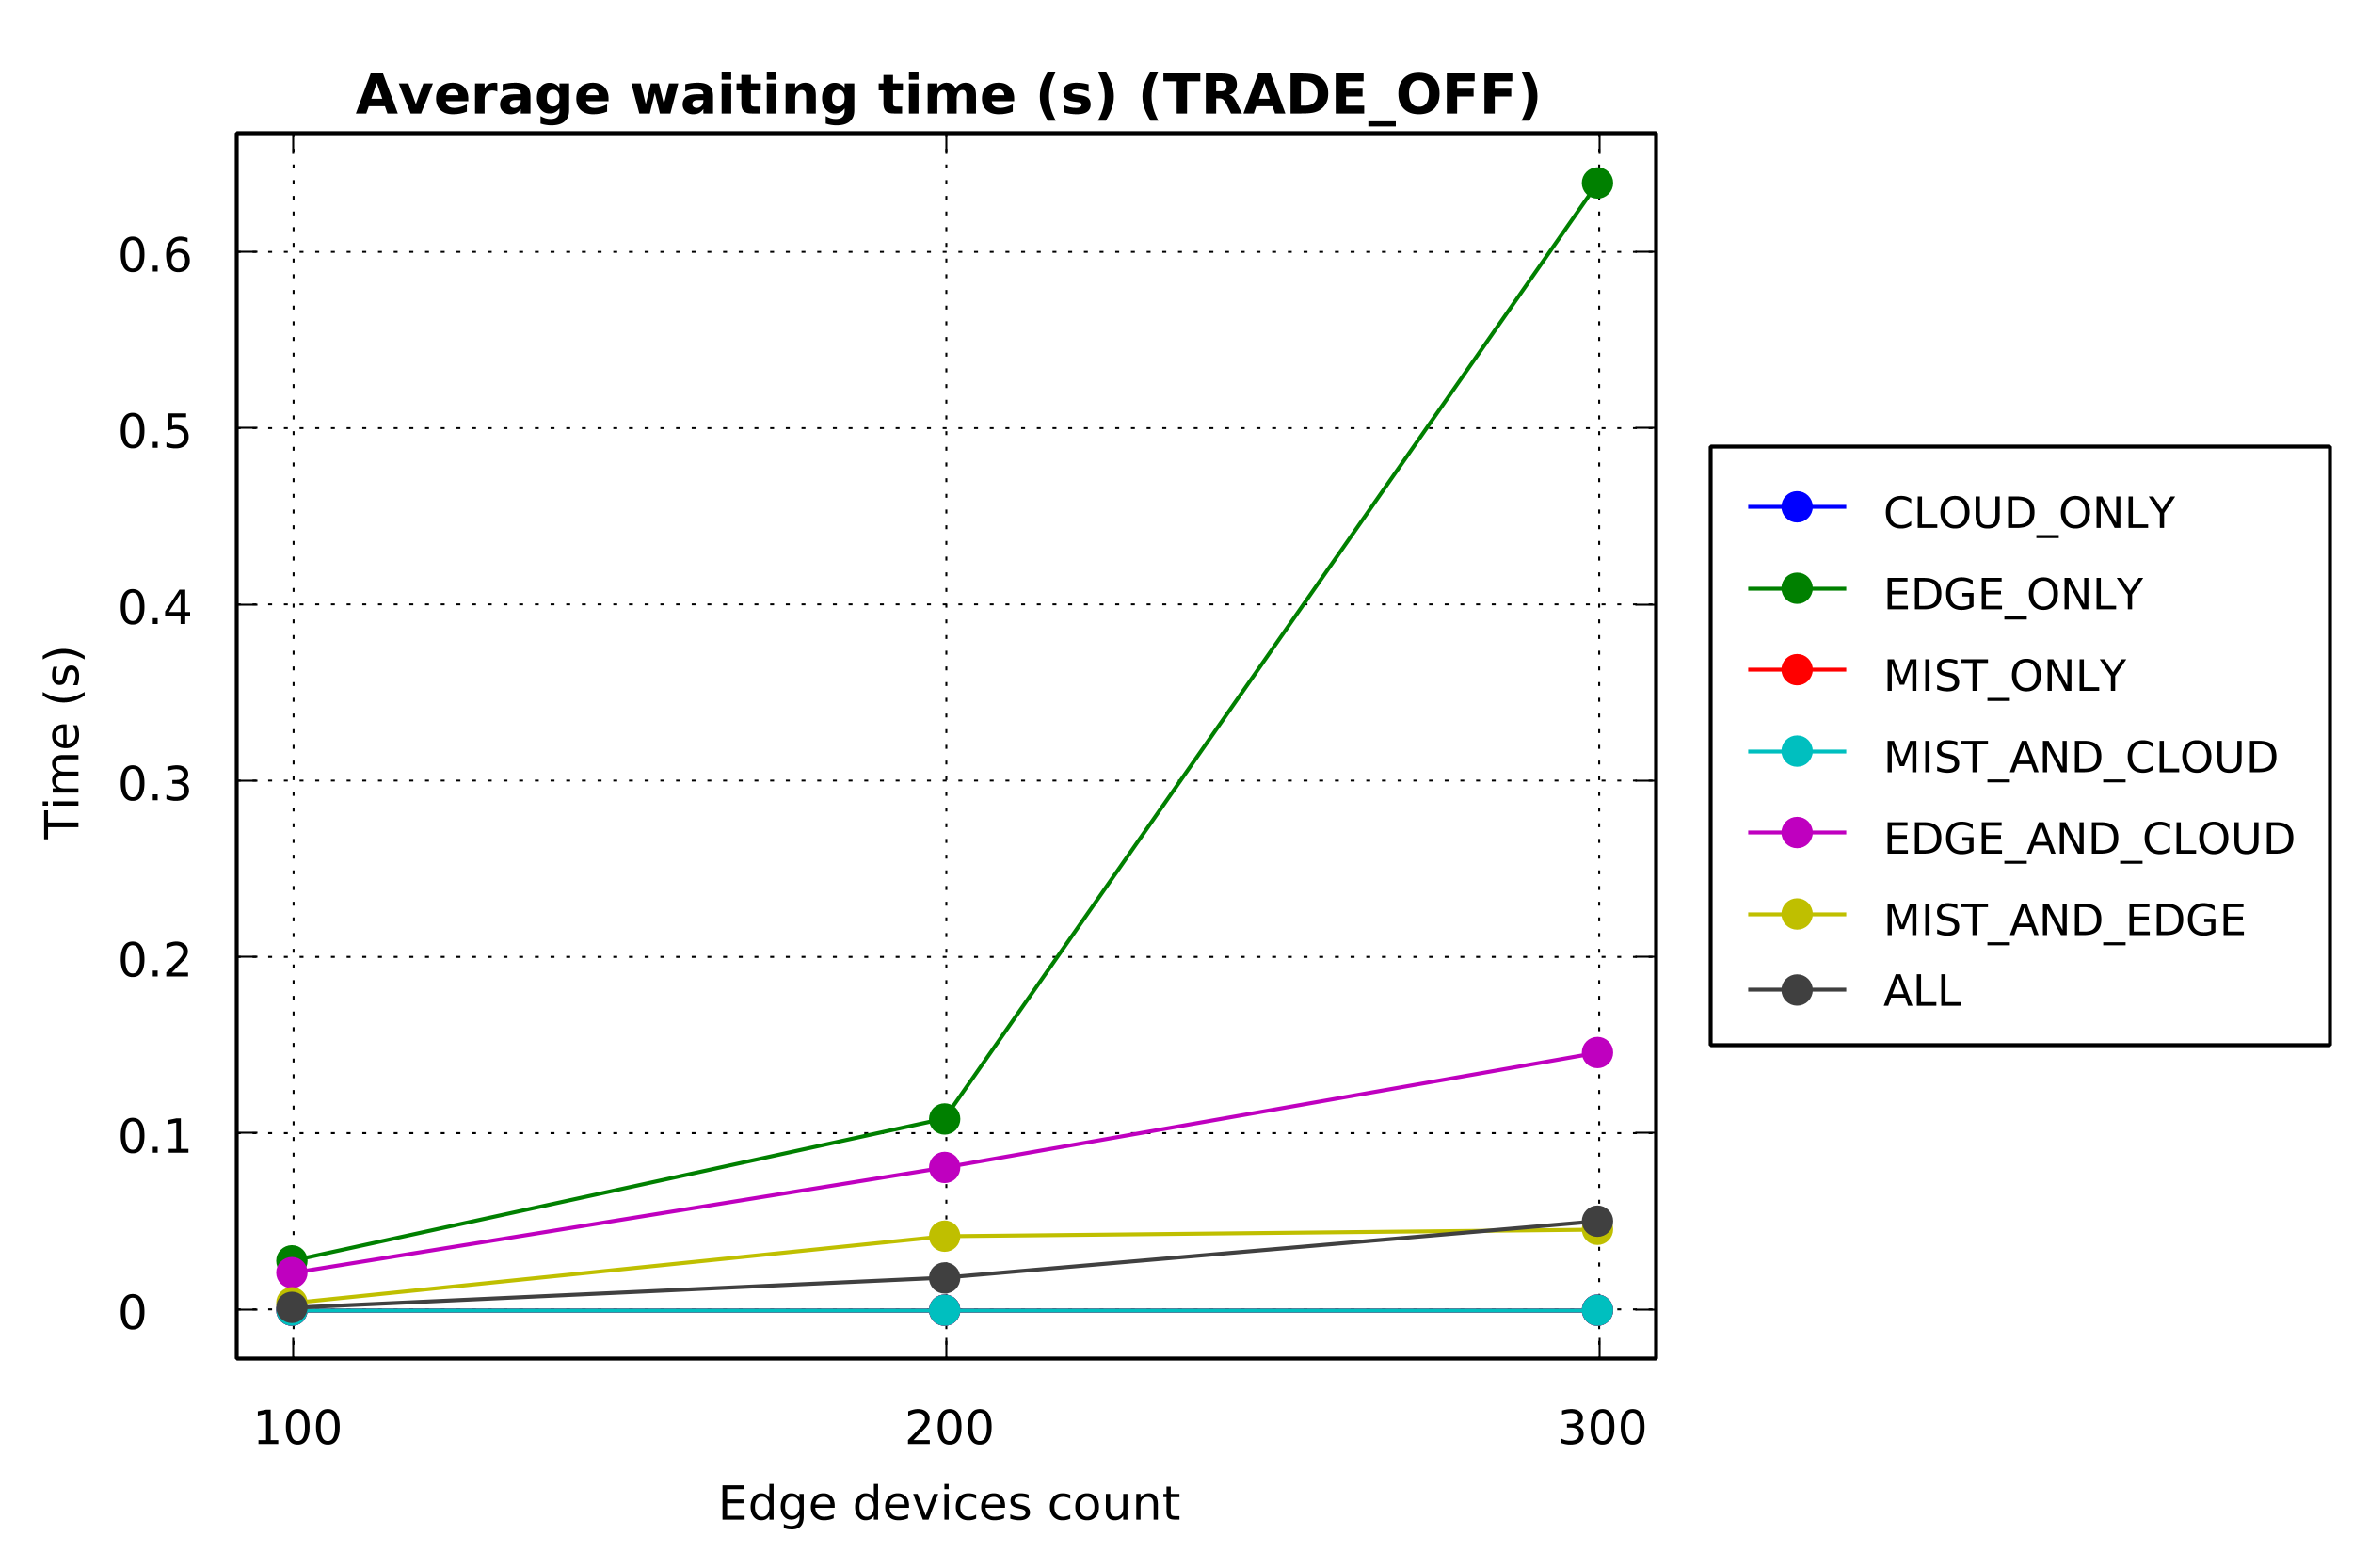 Average waiting time (s) (TRADE_OFF)
0.6
0.5
0.4
0.3
0.2
0.1
0
Time (s)
100
200
300
Edge devices count
CLOUD_ONLY
EDGE_ONLY
MIST_ONLY
MIST_AND_CLOUD
EDGE_AND_CLOUD
MIST_AND_EDGE
ALL